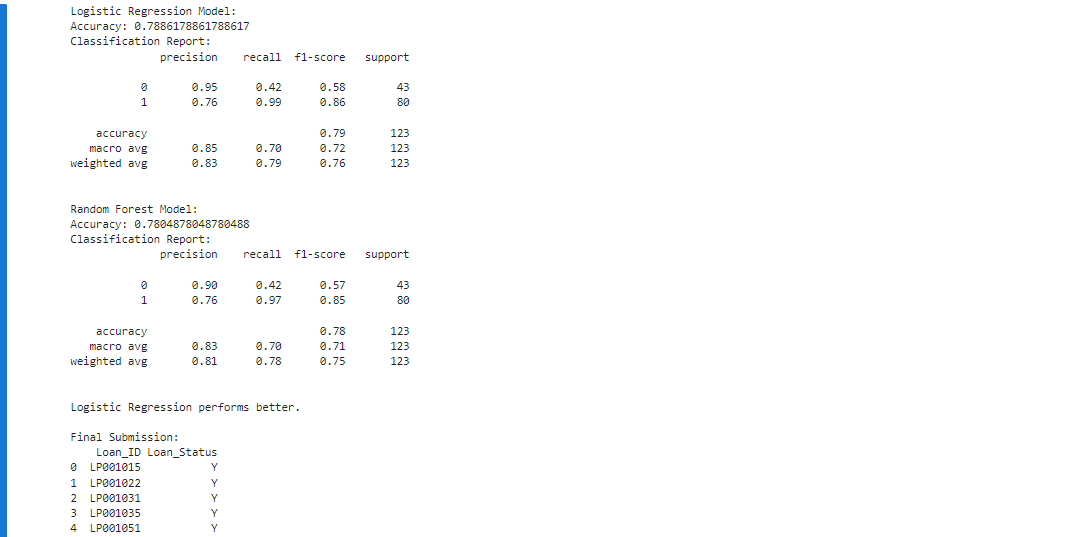 Logistic Regression Model:
Accuracy: 0.7886178861788617
Classification Report:
              precision    recall  f1-score   support

           0       0.95      0.42      0.58        43
           1       0.76      0.99      0.86        80

    accuracy                           0.79       123
   macro avg       0.85      0.70      0.72       123
weighted avg       0.83      0.79      0.76       123


Random Forest Model:
Accuracy: 0.7804878048780488
Classification Report:
              precision    recall  f1-score   support

           0       0.90      0.42      0.57        43
           1       0.76      0.97      0.85        80

    accuracy                           0.78       123
   macro avg       0.83      0.70      0.71       123
weighted avg       0.81      0.78      0.75       123


Logistic Regression performs better.

Final Submission:
    Loan_ID Loan_Status
0  LP001015           Y
1  LP001022           Y
2  LP001031           Y
3  LP001035           Y
4  LP001051           Y